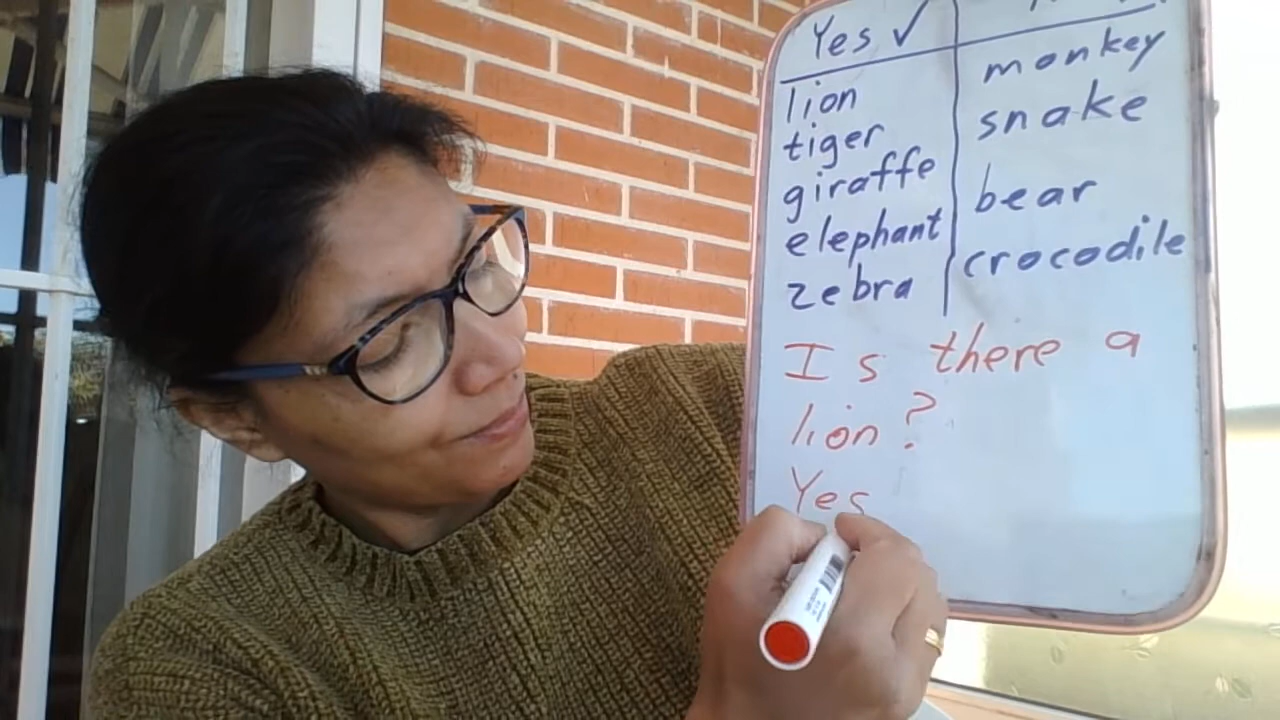 Yes ✓
lion
tiger
giraffe
elephant
zebra
monkey
snake
bear
crocodile
Is there a
lion?
Yes